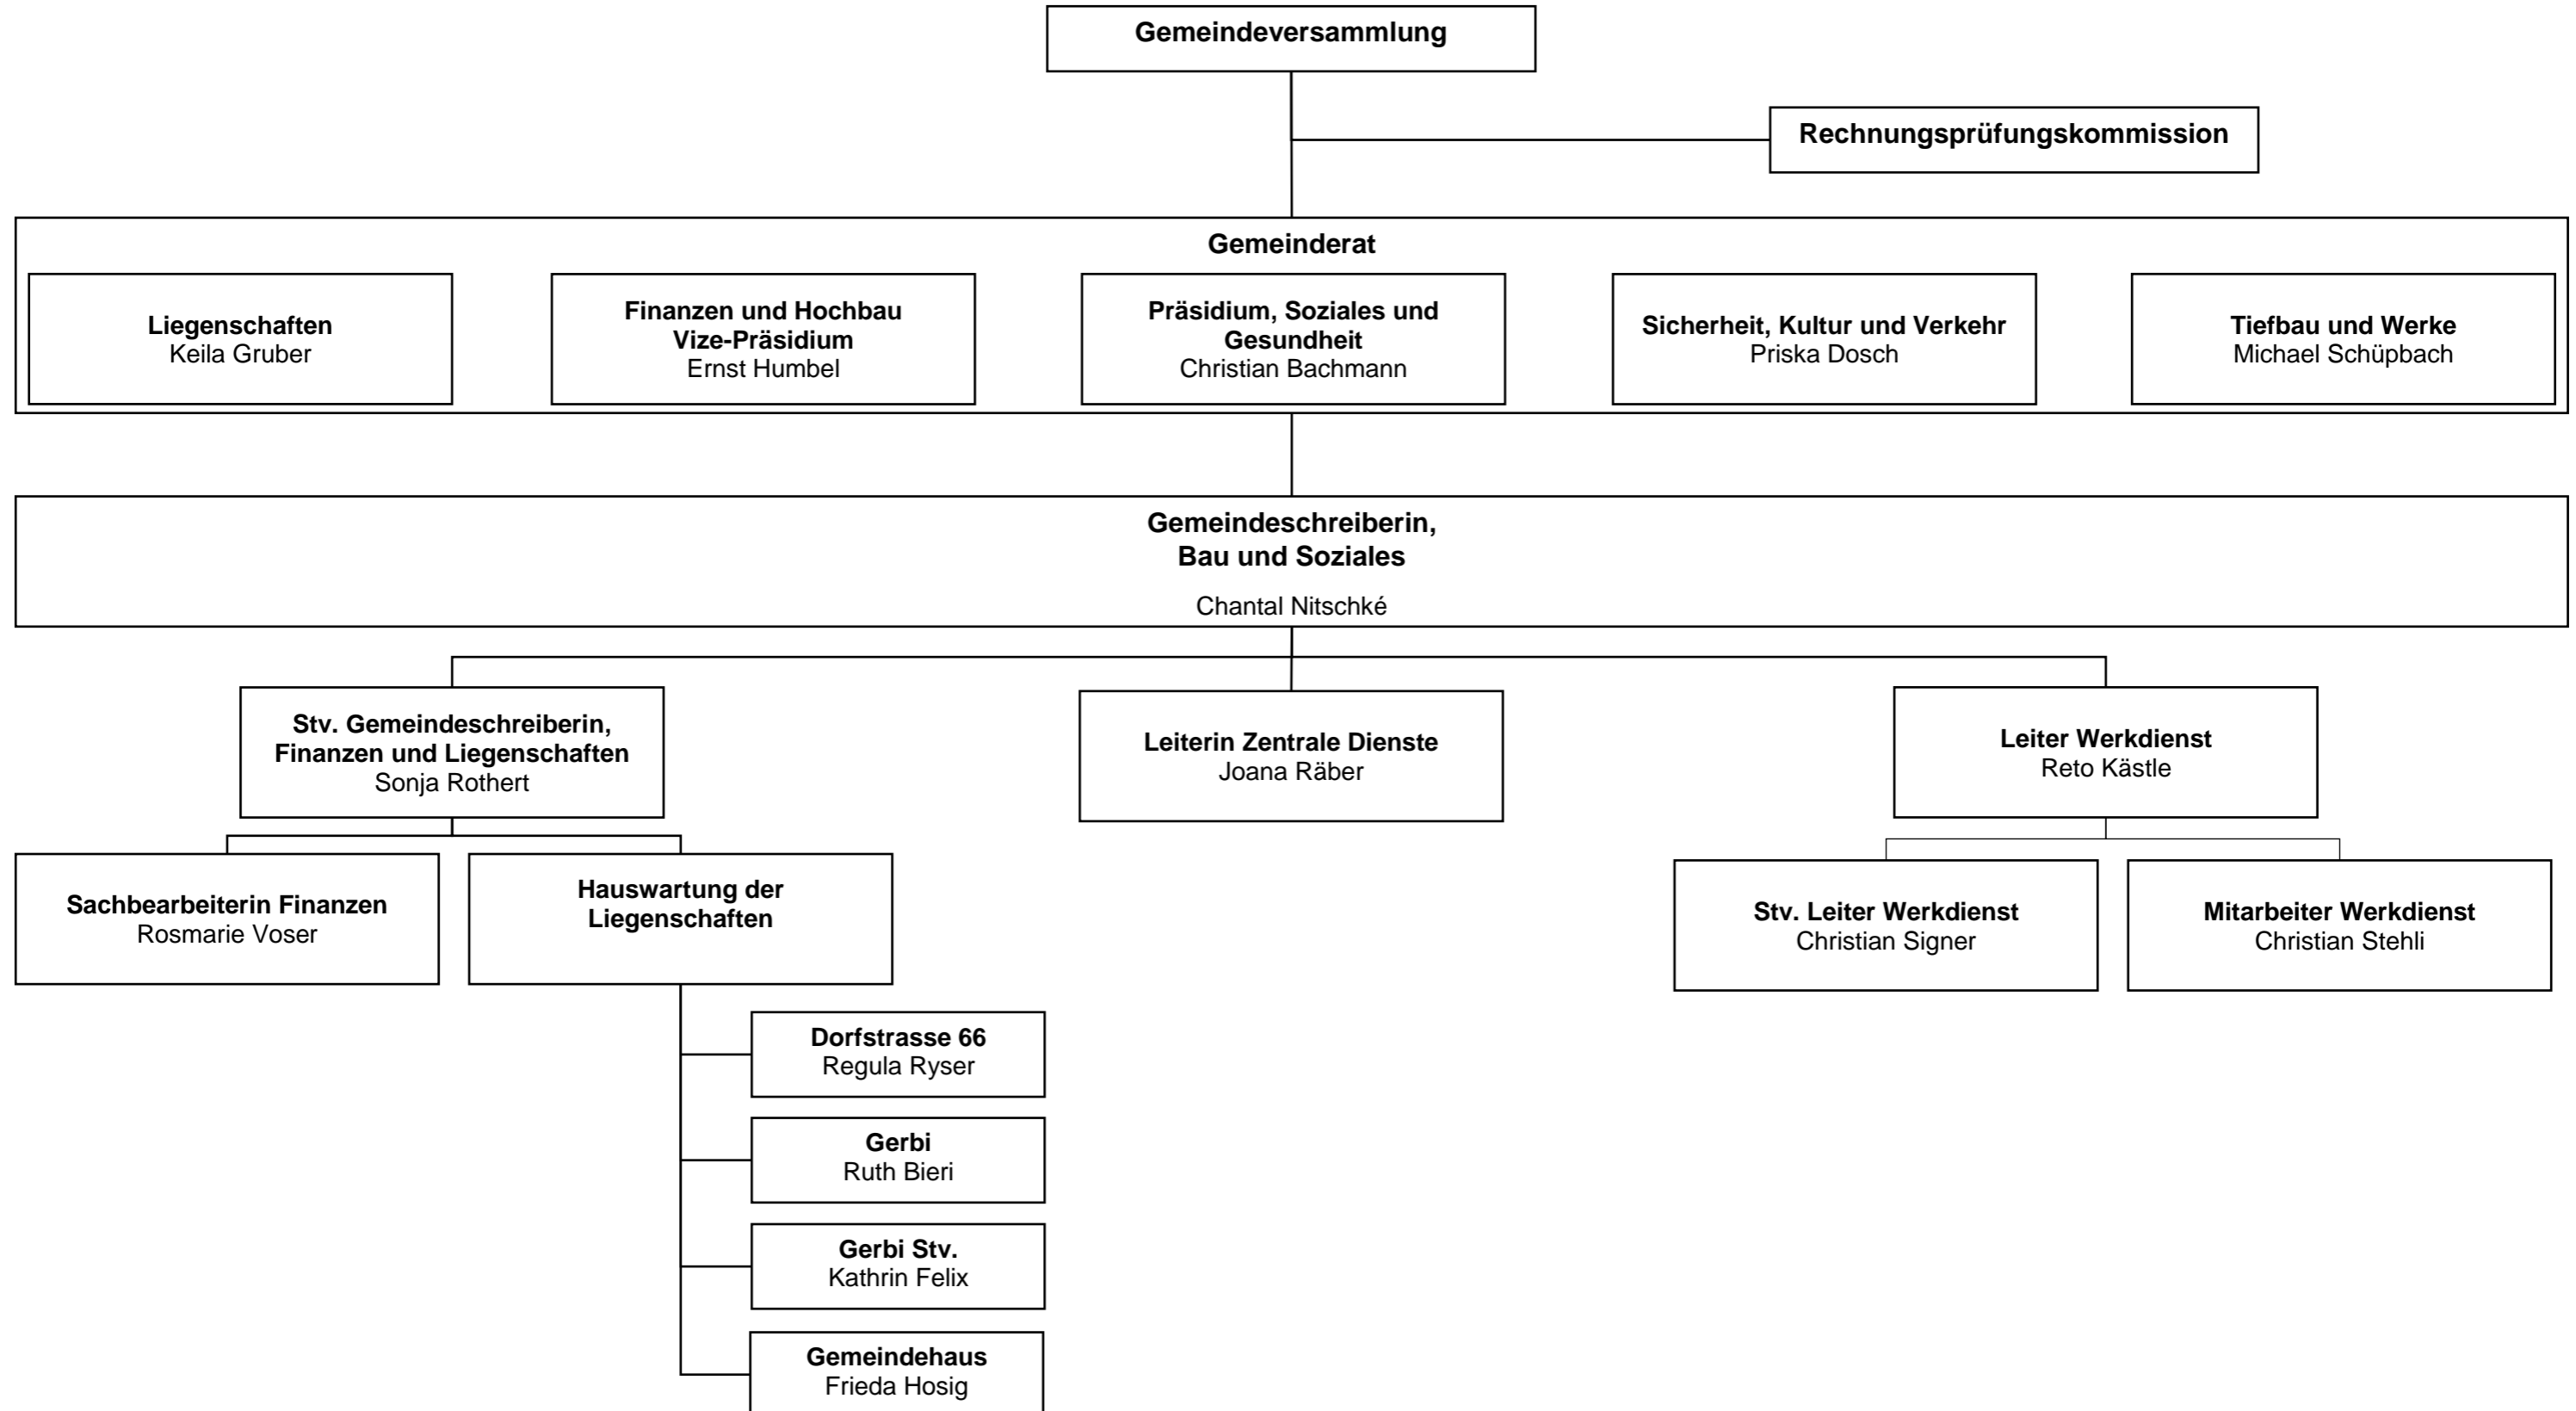 Gemeindeversammlung
Rechnungsprüfungskommission
Gemeinderat
Liegenschaften
Keila Gruber
Finanzen und Hochbau
Vize-Präsidium
Ernst Humbel
Präsidium, Soziales und
Gesundheit
Christian Bachmann
Sicherheit, Kultur und Verkehr
Priska Dosch
Tiefbau und Werke
Michael Schüpbach
Gemeindeschreiberin,
Bau und Soziales
Chantal Nitschké
Stv. Gemeindeschreiberin,
Finanzen und Liegenschaften
Sonja Rothert
Leiterin Zentrale Dienste
Joana Räber
Leiter Werkdienst
Reto Kästle
Sachbearbeiterin Finanzen
Rosmarie Voser
Hauswartung der
Liegenschaften
Stv. Leiter Werkdienst
Christian Signer
Mitarbeiter Werkdienst
Christian Stehli
Dorfstrasse 66
Regula Ryser
Gerbi
Ruth Bieri
Gerbi Stv.
Kathrin Felix
Gemeindehaus
Frieda Hosig